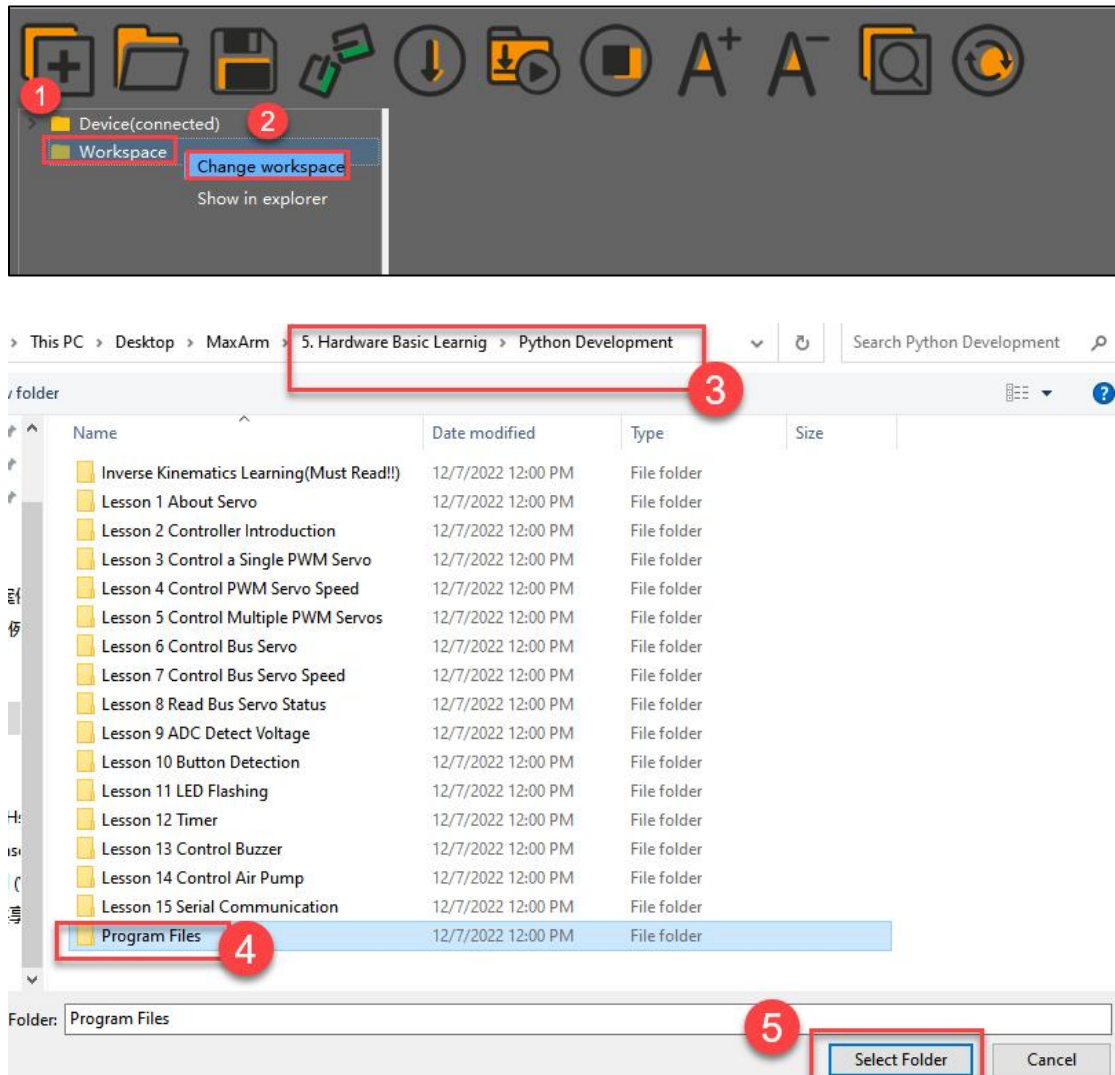 1
Device(connected)
2
Workspace
Change workspace
Show in explorer
This PC > Desktop > MaxArm > 5. Hardware Basic Learnig > Python Development
Search Python Development
3
folder
Name Date modified Type Size
Inverse Kinematics Learning(Must Read!!) 12/7/2022 12:00 PM File folder
Lesson 1 About Servo 12/7/2022 12:00 PM File folder
Lesson 2 Controller Introduction 12/7/2022 12:00 PM File folder
Lesson 3 Control a Single PWM Servo 12/7/2022 12:00 PM File folder
Lesson 4 Control PWM Servo Speed 12/7/2022 12:00 PM File folder
Lesson 5 Control Multiple PWM Servos 12/7/2022 12:00 PM File folder
Lesson 6 Control Bus Servo 12/7/2022 12:00 PM File folder
Lesson 7 Control Bus Servo Speed 12/7/2022 12:00 PM File folder
Lesson 8 Read Bus Servo Status 12/7/2022 12:00 PM File folder
Lesson 9 ADC Detect Voltage 12/7/2022 12:00 PM File folder
Lesson 10 Button Detection 12/7/2022 12:00 PM File folder
Lesson 11 LED Flashing 12/7/2022 12:00 PM File folder
Lesson 12 Timer 12/7/2022 12:00 PM File folder
Lesson 13 Control Buzzer 12/7/2022 12:00 PM File folder
Lesson 14 Control Air Pump 12/7/2022 12:00 PM File folder
Lesson 15 Serial Communication 12/7/2022 12:00 PM File folder
Program Files 12/7/2022 12:00 PM File folder
4
Folder: Program Files
5
Select Folder Cancel